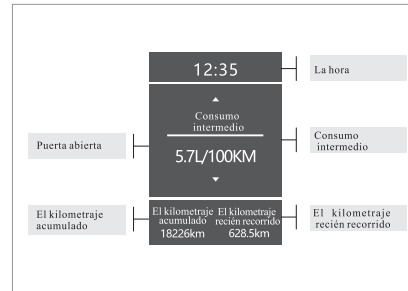 12:35
La hora
Consumo
intermedio
5.7L/100KM
Puerta abierta
Consumo
intermedio
El kilometraje
acumulado
El kilometraje
acumulado
18226km
El kilometraje
recién recorrido
628.5km
El kilometraje
recién recorrido